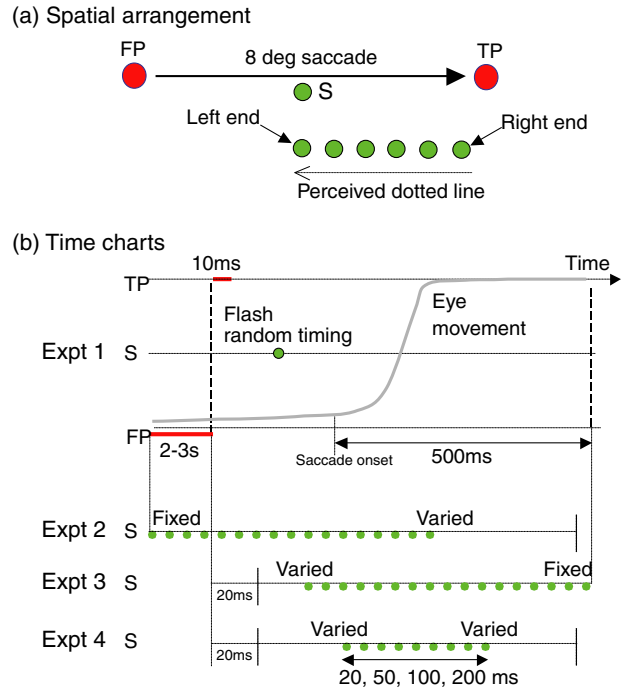 (a) Spatial arrangement
FP
TP
8 deg saccade
S
Left end
Right end
Perceived dotted line
(b) Time charts
10ms
Time
TP
Flash
random timing
Eye
movement
Expt 1 S
FP
2-3s
Saccade onset
500ms
Fixed
Varied
Expt 2 S
Varied
Fixed
Expt 3 S
20ms
Varied
Varied
Expt 4 S
20ms
20, 50, 100, 200 ms